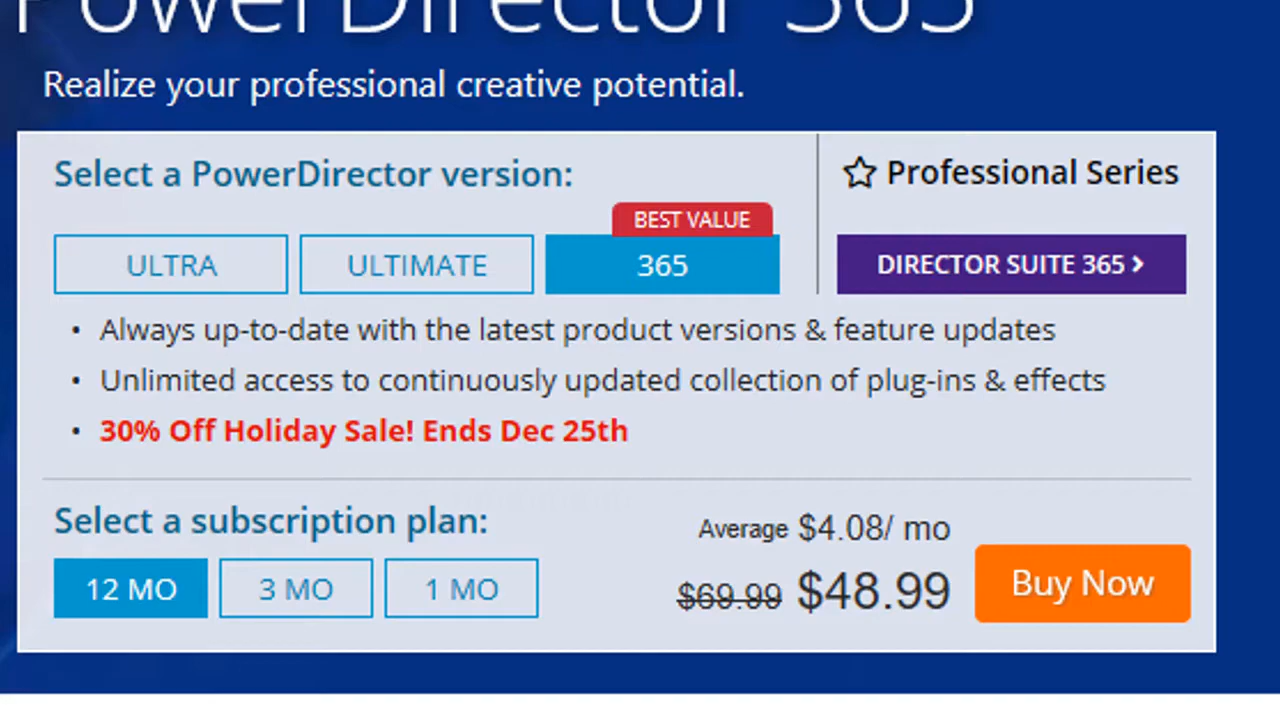 PowerDirector 365
Realize your professional creative potential.
Select a PowerDirector version:
Professional Series
BEST VALUE
ULTRA
ULTIMATE
365
DIRECTOR SUITE 365 >
• Always up-to-date with the latest product versions & feature updates
• Unlimited access to continuously updated collection of plug-ins & effects
• 30% Off Holiday Sale! Ends Dec 25th
Select a subscription plan:
Average $4.08/ mo
12 MO
3 MO
1 MO
$69.99 $48.99
Buy Now